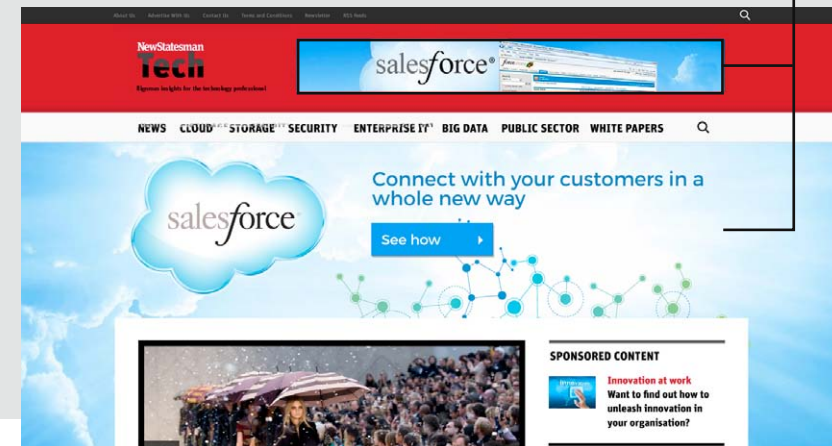 About Us Advertise With Us Contact Us Terms and Conditions Newsletter RSS Feeds
NewStatesman
Tech
Rigorous insights for the technology professional
salesforce®
NEWS CLOUD STORAGE SECURITY ENTERPRISE IT BIG DATA PUBLIC SECTOR WHITE PAPERS
salesforce
Connect with your customers in a
whole new way
See how
SPONSORED CONTENT
Innovation at work
Want to find out how to
unleash innovation in
your organisation?